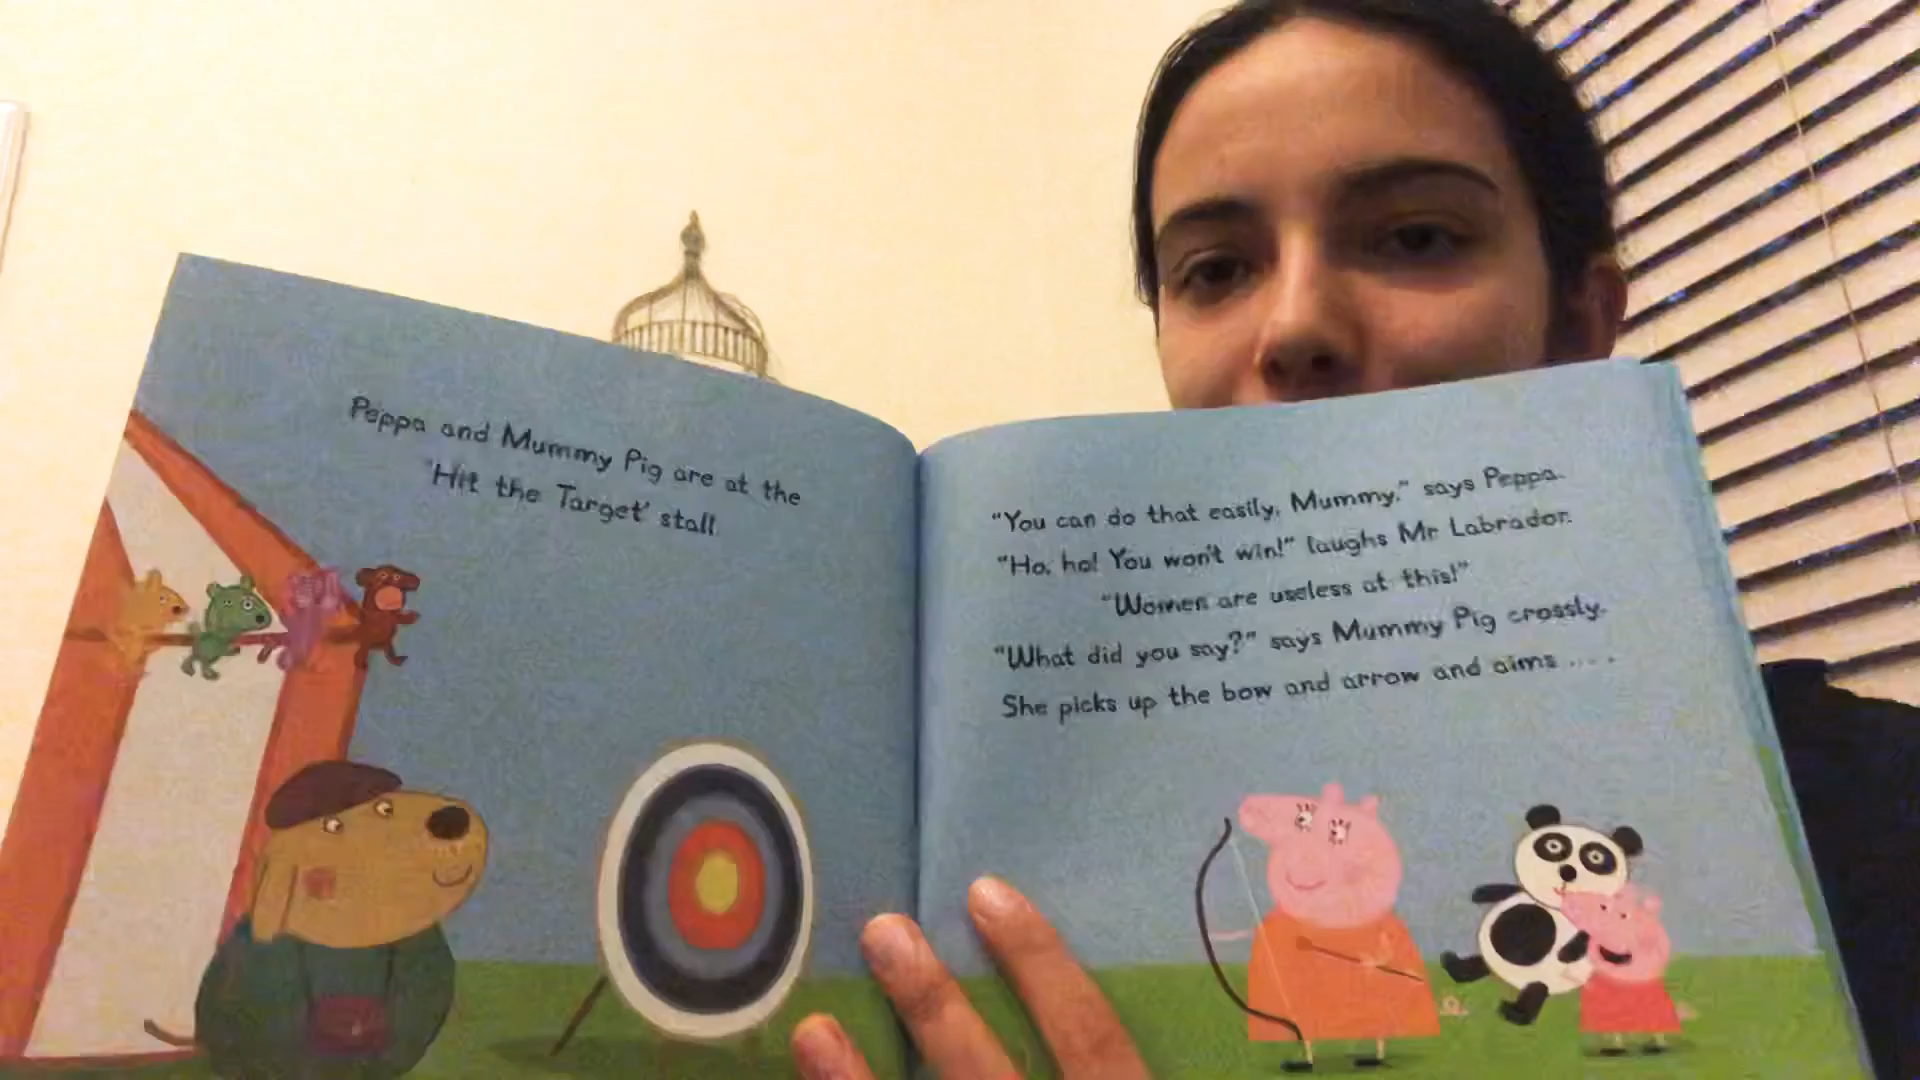 Peppa and Mummy Pig are at the
'Hit the Target' stall.
"You can do that easily, Mummy," says Peppa.
"Ho, ho! You won't win!" laughs Mr Labrador.
"Women are useless at this!"
"What did you say?" says Mummy Pig crossly.
She picks up the bow and arrow and aims . . . .